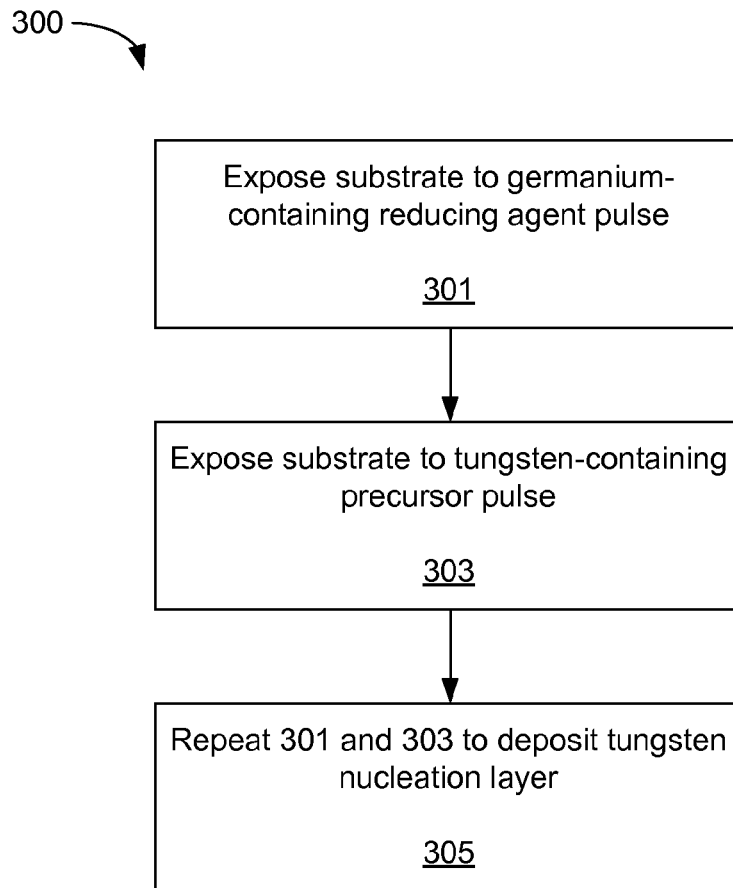 300
Expose substrate to germanium-
containing reducing agent pulse
301
Expose substrate to tungsten-containing
precursor pulse
303
Repeat 301 and 303 to deposit tungsten
nucleation layer
305